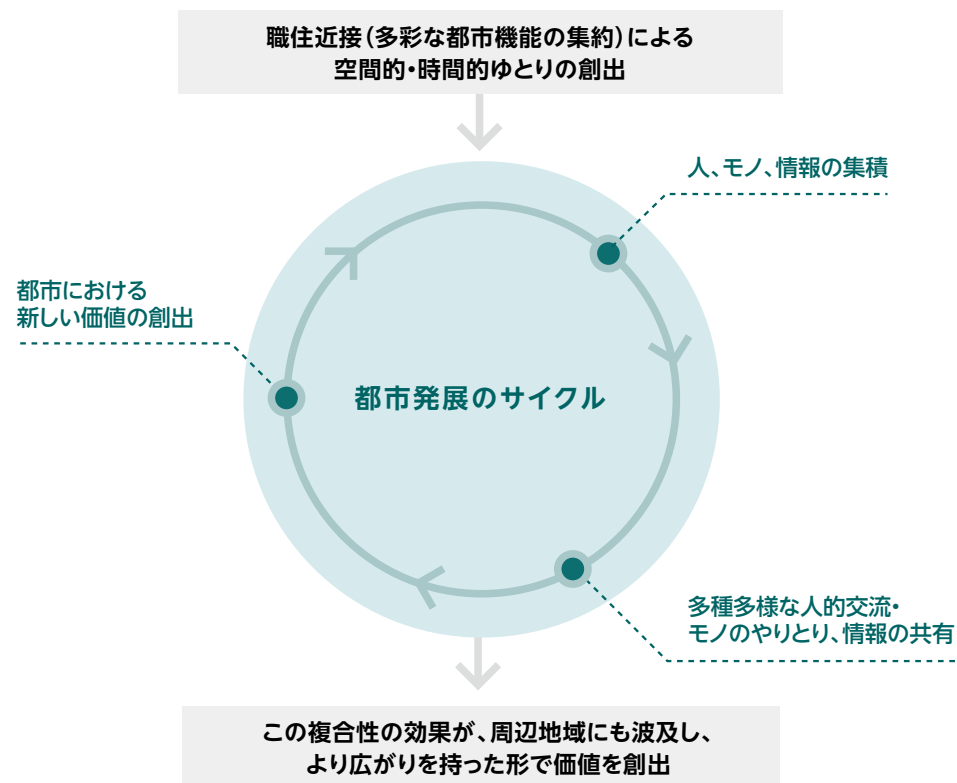 職住近接（多彩な都市機能の集約）による
空間的・時間的ゆとりの創出
人、モノ、情報の集積
都市における
新しい価値の創出
都市発展のサイクル
多種多様な人的交流・
モノのやりとり、情報の共有
この複合性の効果が、周辺地域にも波及し、
より広がりを持った形で価値を創出